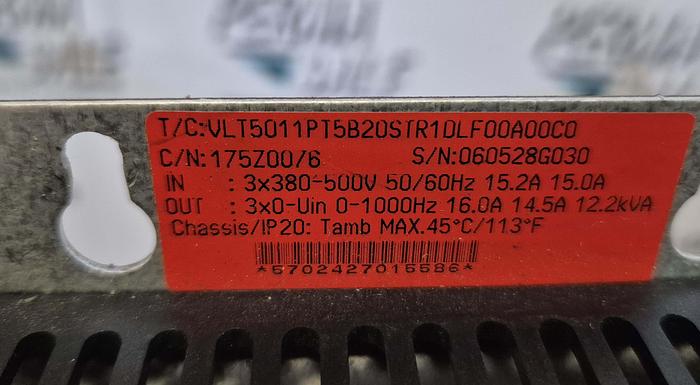 T/C:VLT5011PT5B20STR1DLF00A00C0
C/N:175Z0076 S/N:060528G030
IN : 3x380-500V 50/60Hz 15.2A 15.0A
OUT : 3x0-Uin 0-1000Hz 16.0A 14.5A 12.2kVA
Chassis/IP20: Tamb MAX.45°C/113°F
*5702427015586*